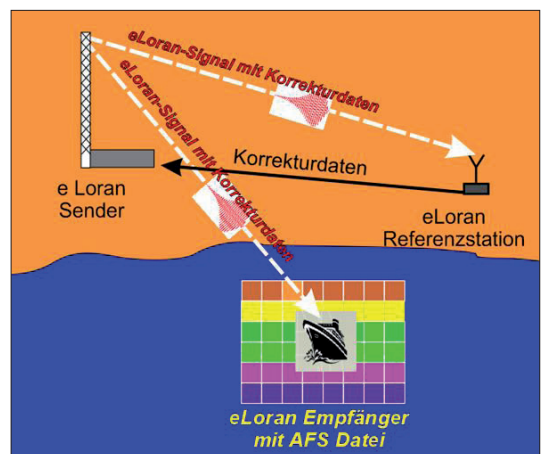 eLoran-Signal mit Korrekturdaten
eLoran-Signal mit Korrekturdaten
Korrekturdaten
e Loran
Sender
eLoran
Referenzstation
eLoran Empfänger
mit AFS Datei